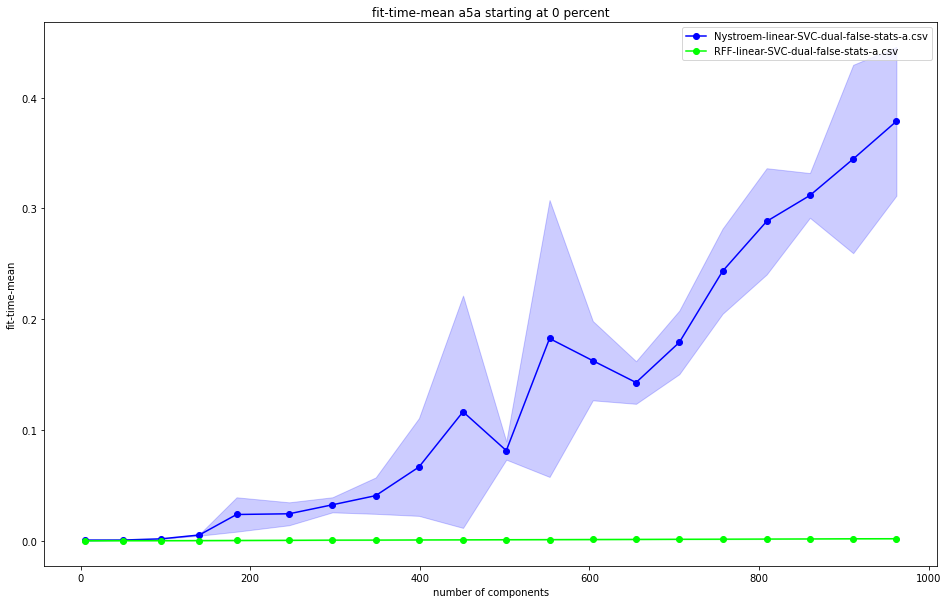 fit-time-mean a5a starting at 0 percent
Nystroem-linear-SVC-dual-false-stats-a.csv
RFF-linear-SVC-dual-false-stats-a.csv
fit-time-mean
0.4
0.3
0.2
0.1
0.0
0 200 400 600 800 1000
number of components